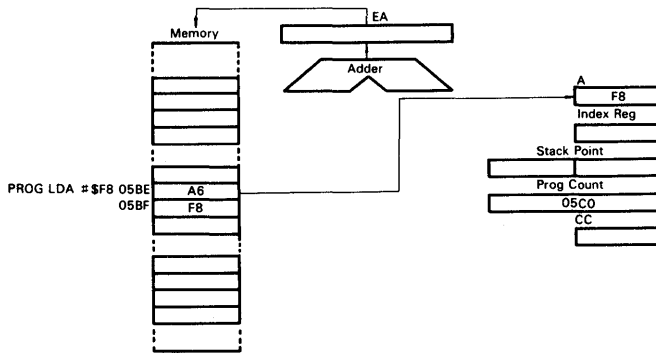 EA
Memory
Adder
A
F8
Index Reg
Stack Point
PROG LDA #$F8 05BE A6
05BF F8
Prog Count
05C0
CC